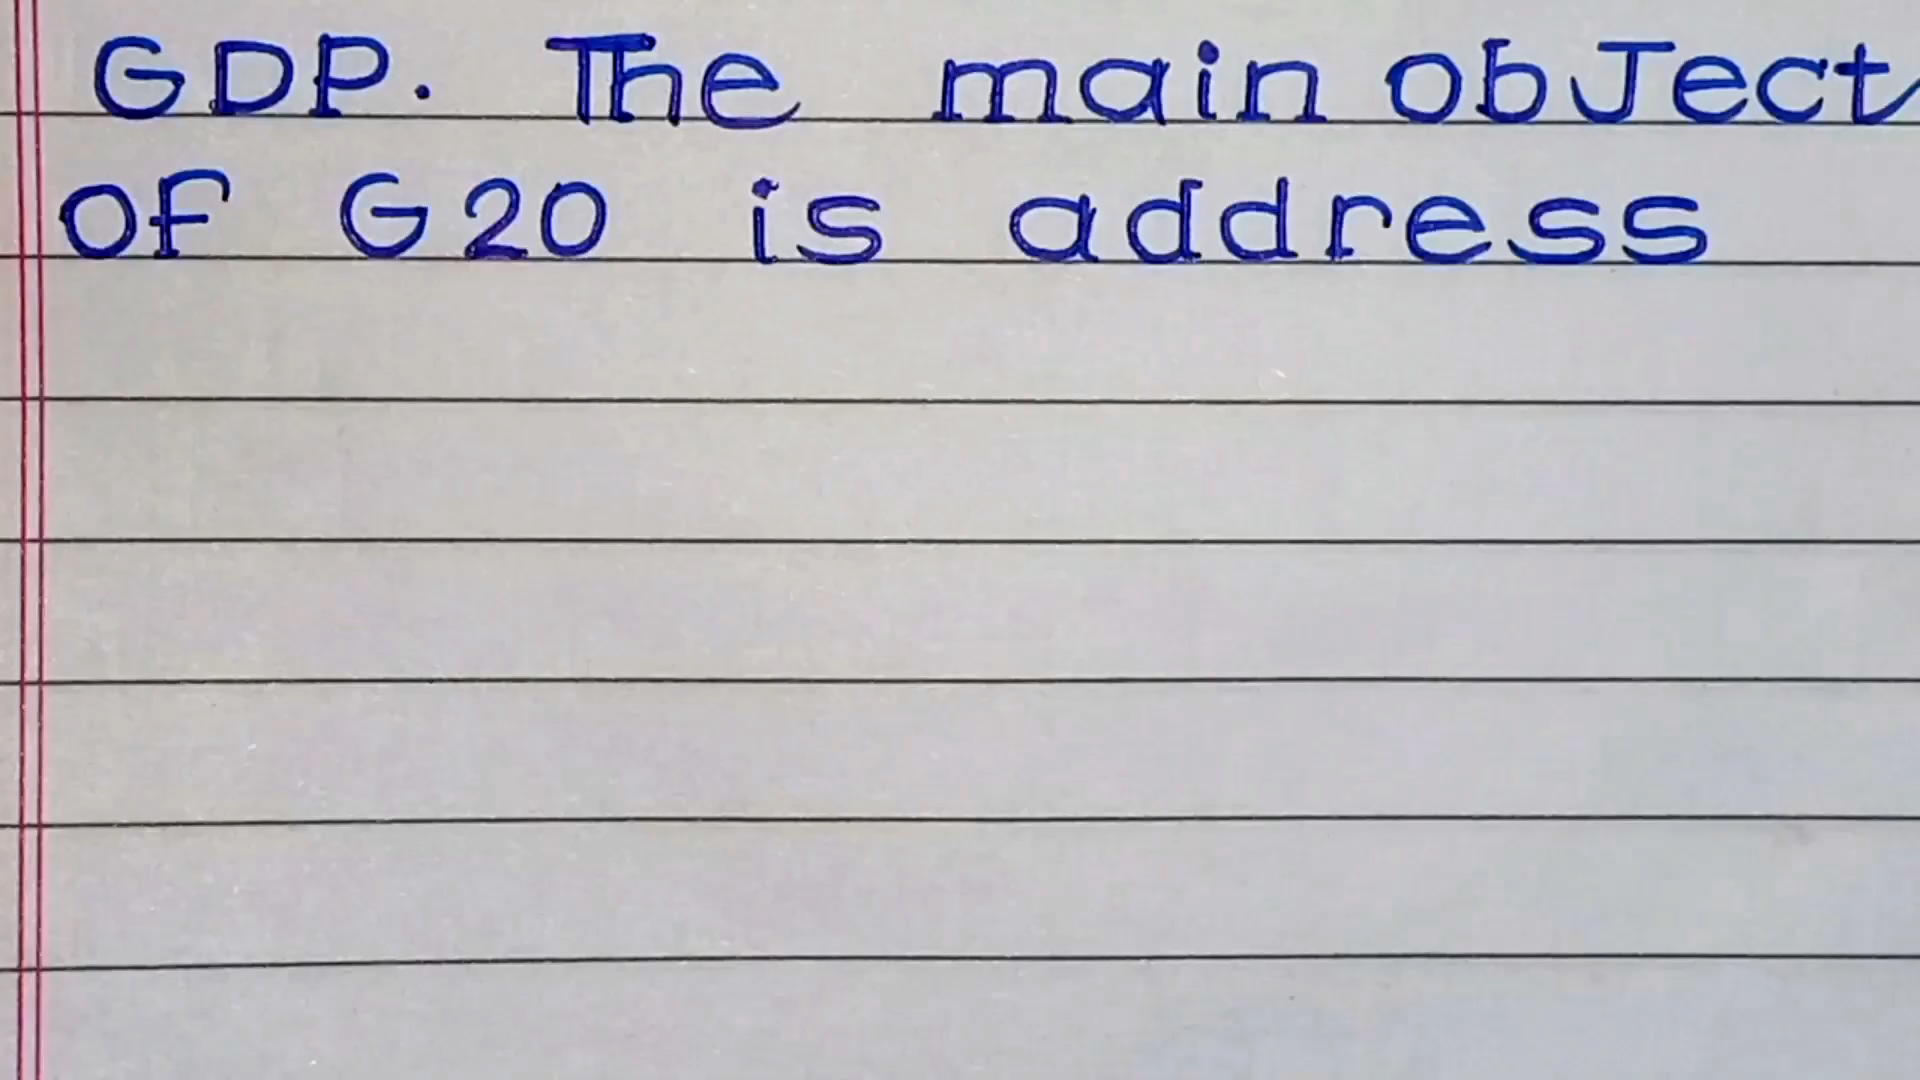 GDP. The main obJect
of G20 is address